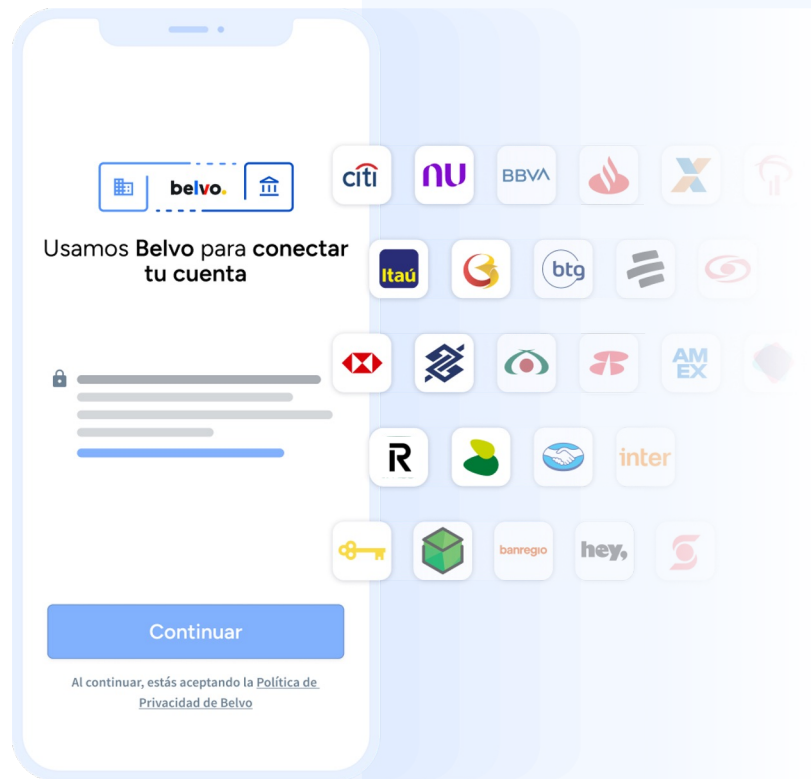 belvo.
Usamos Belvo para conectar
tu cuenta
citi
nu
BBVA
Itaú
btg
AM
EX
R
inter
banregio
hey,
Continuar
Al continuar, estás aceptando la Política de
Privacidad de Belvo